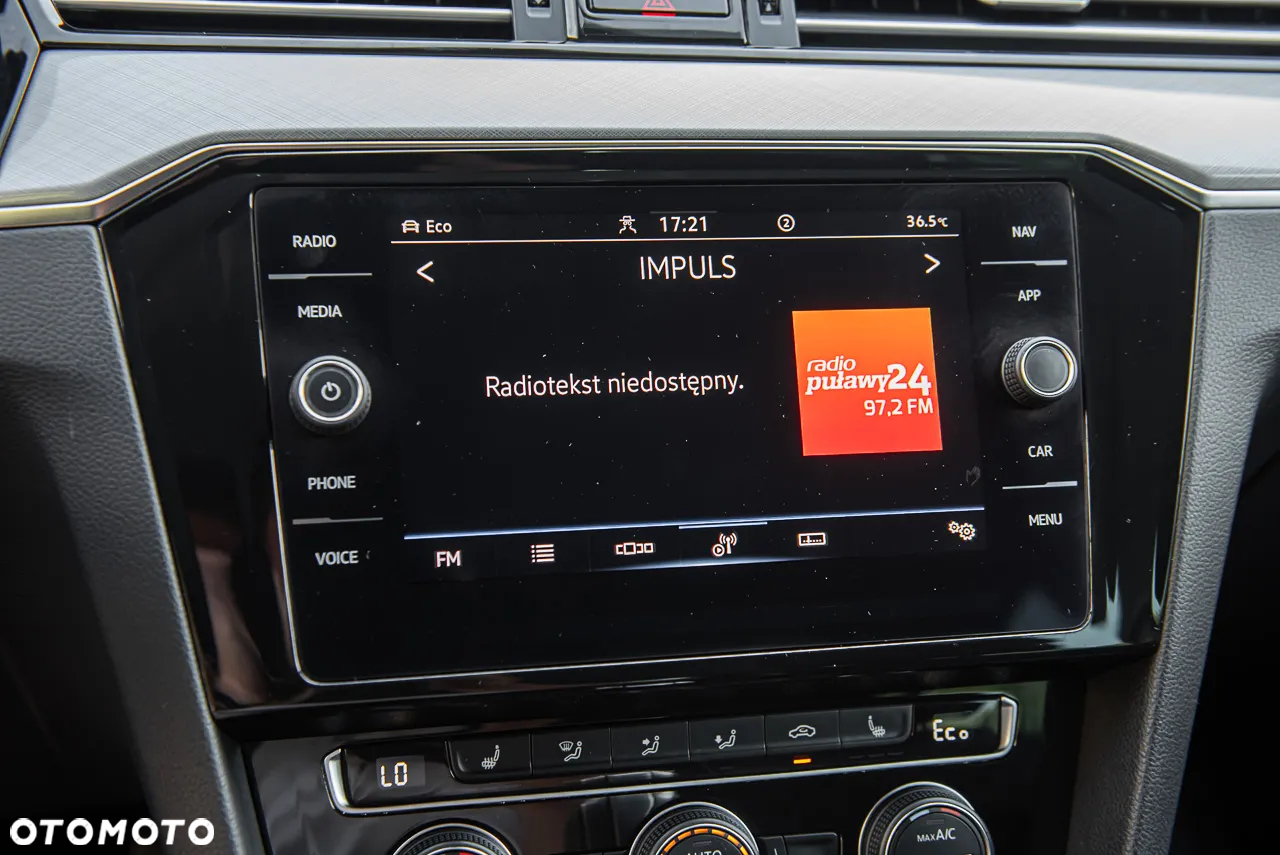 RADIO
MEDIA
PHONE
VOICE
Eco
17:21
2
36.5°C
<
IMPULS
>
Radiotekst niedostępny.
radio
puławy24
97,2 FM
FM
NAV
APP
CAR
MENU
LO
Eco
AUTO
MAX A/C
OTOMOTO